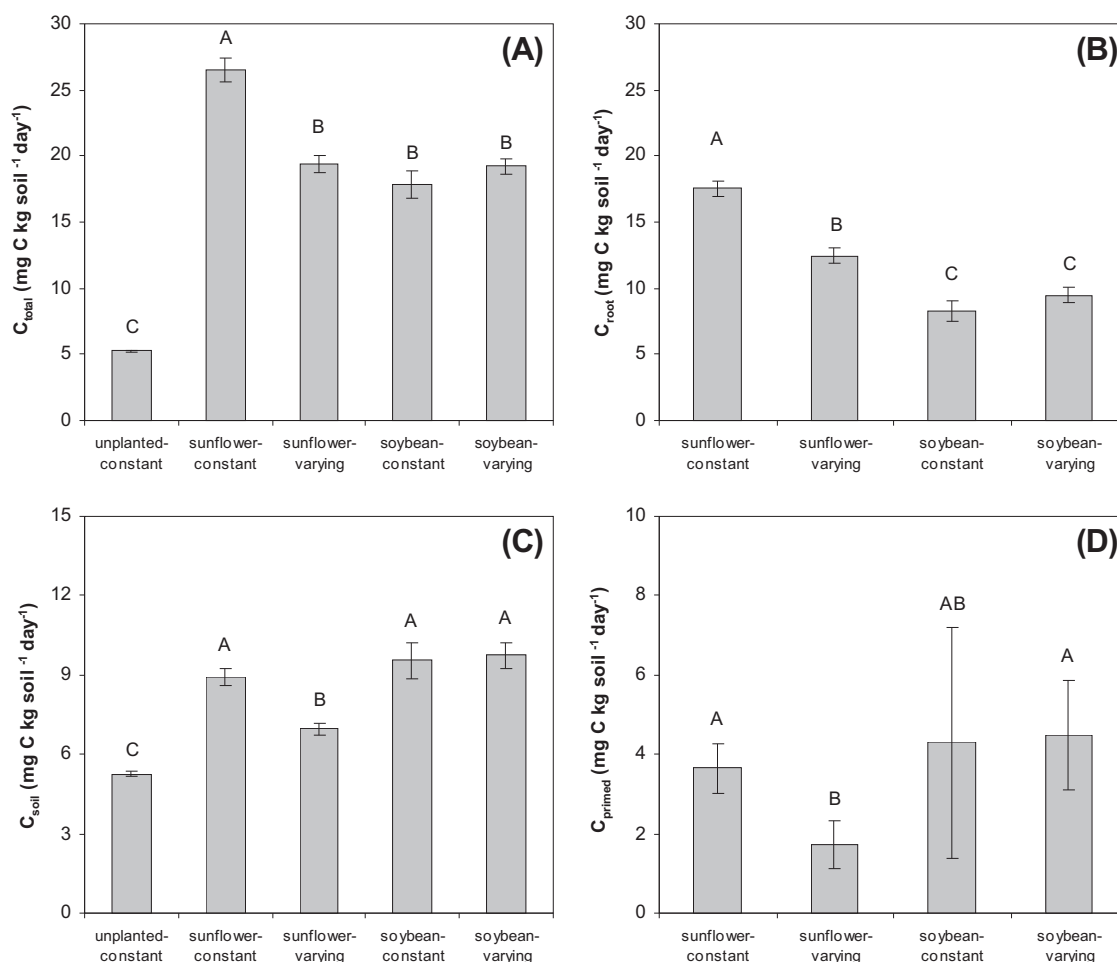 (A)
C_total (mg C kg soil ⁻¹ day⁻¹)
30
25
20
15
10
5
0
C
A
B
B
B
unplanted-
constant
sunflower-
constant
sunflower-
varying
soybean-
constant
soybean-
varying
(B)
C_root (mg C kg soil ⁻¹ day⁻¹)
30
25
20
15
10
5
0
A
B
C
C
sunflower-
constant
sunflower-
varying
soybean-
constant
soybean-
varying
(C)
C_soil (mg C kg soil ⁻¹ day⁻¹)
15
12
9
6
3
0
C
A
B
A
A
unplanted-
constant
sunflower-
constant
sunflower-
varying
soybean-
constant
soybean-
varying
(D)
C_primed (mg C kg soil ⁻¹ day⁻¹)
10
8
6
4
2
0
A
B
AB
A
sunflower-
constant
sunflower-
varying
soybean-
constant
soybean-
varying